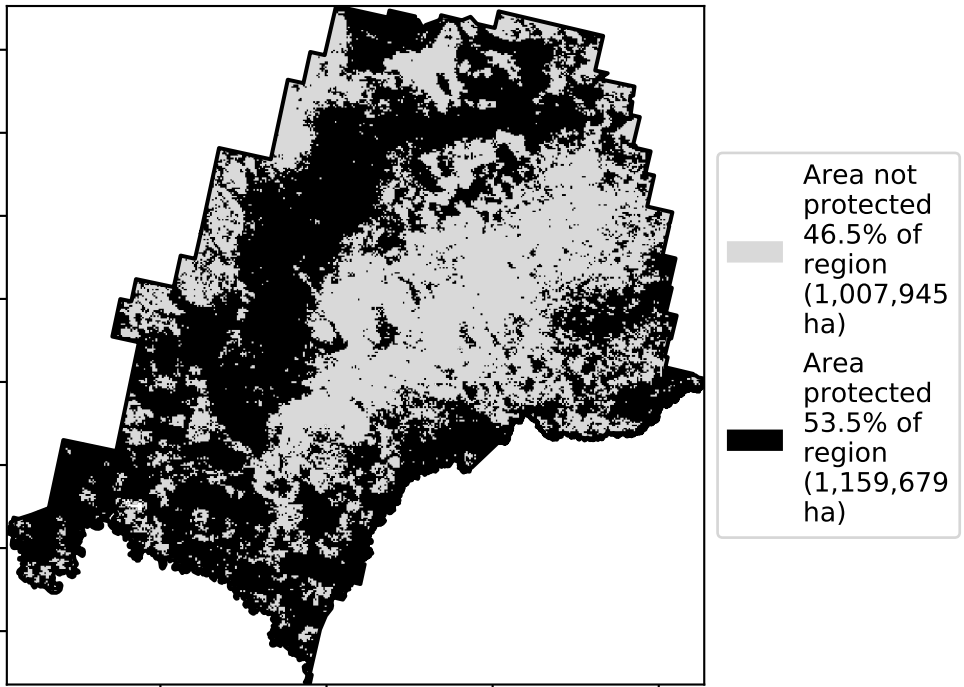 Area not
protected
46.5% of
region
(1,007,945
ha)
Area
protected
53.5% of
region
(1,159,679
ha)